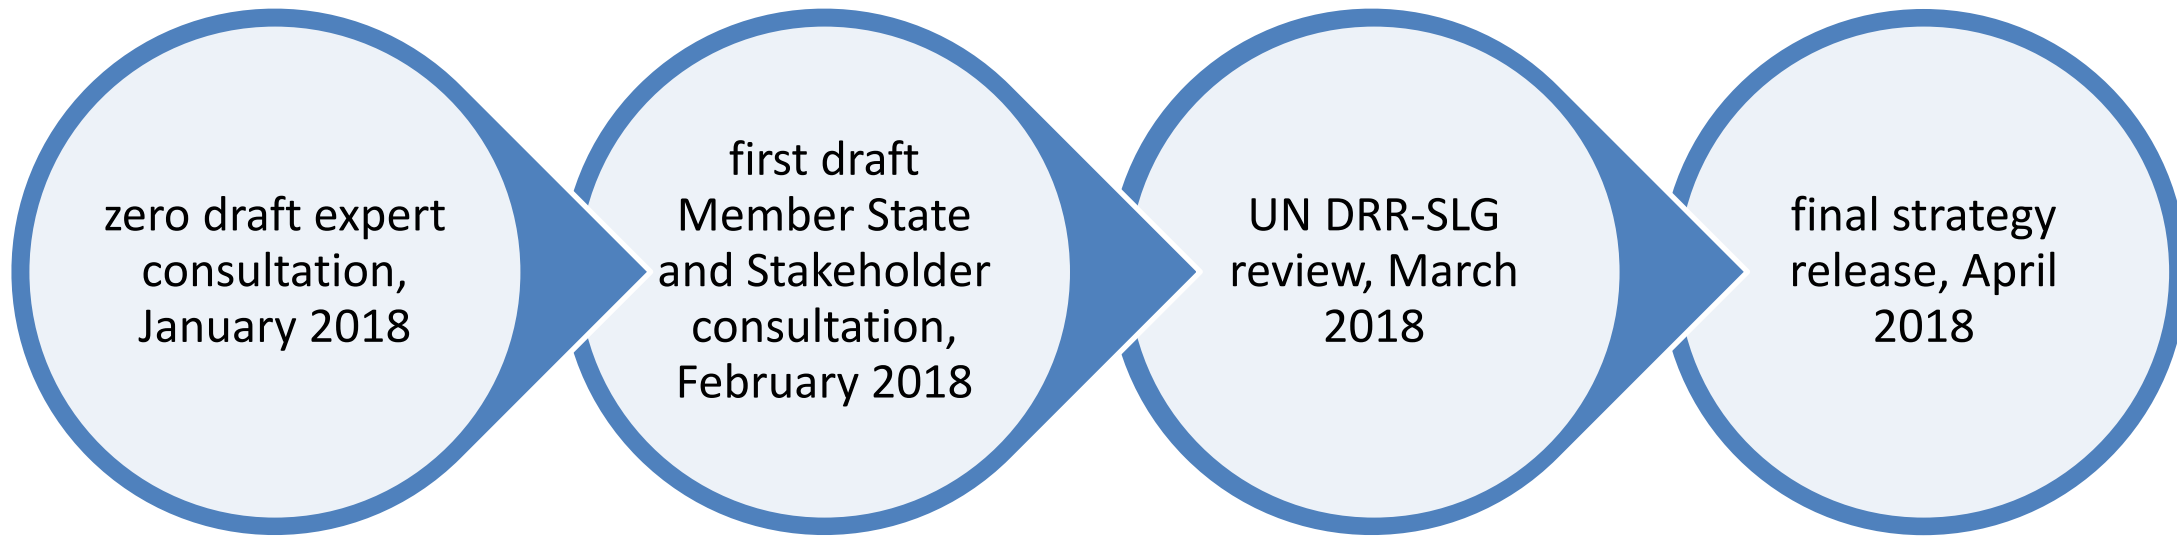 zero draft expert
consultation,
January 2018
first draft
Member State
and Stakeholder
consultation,
February 2018
UN DRR-SLG
review, March
2018
final strategy
release, April
2018